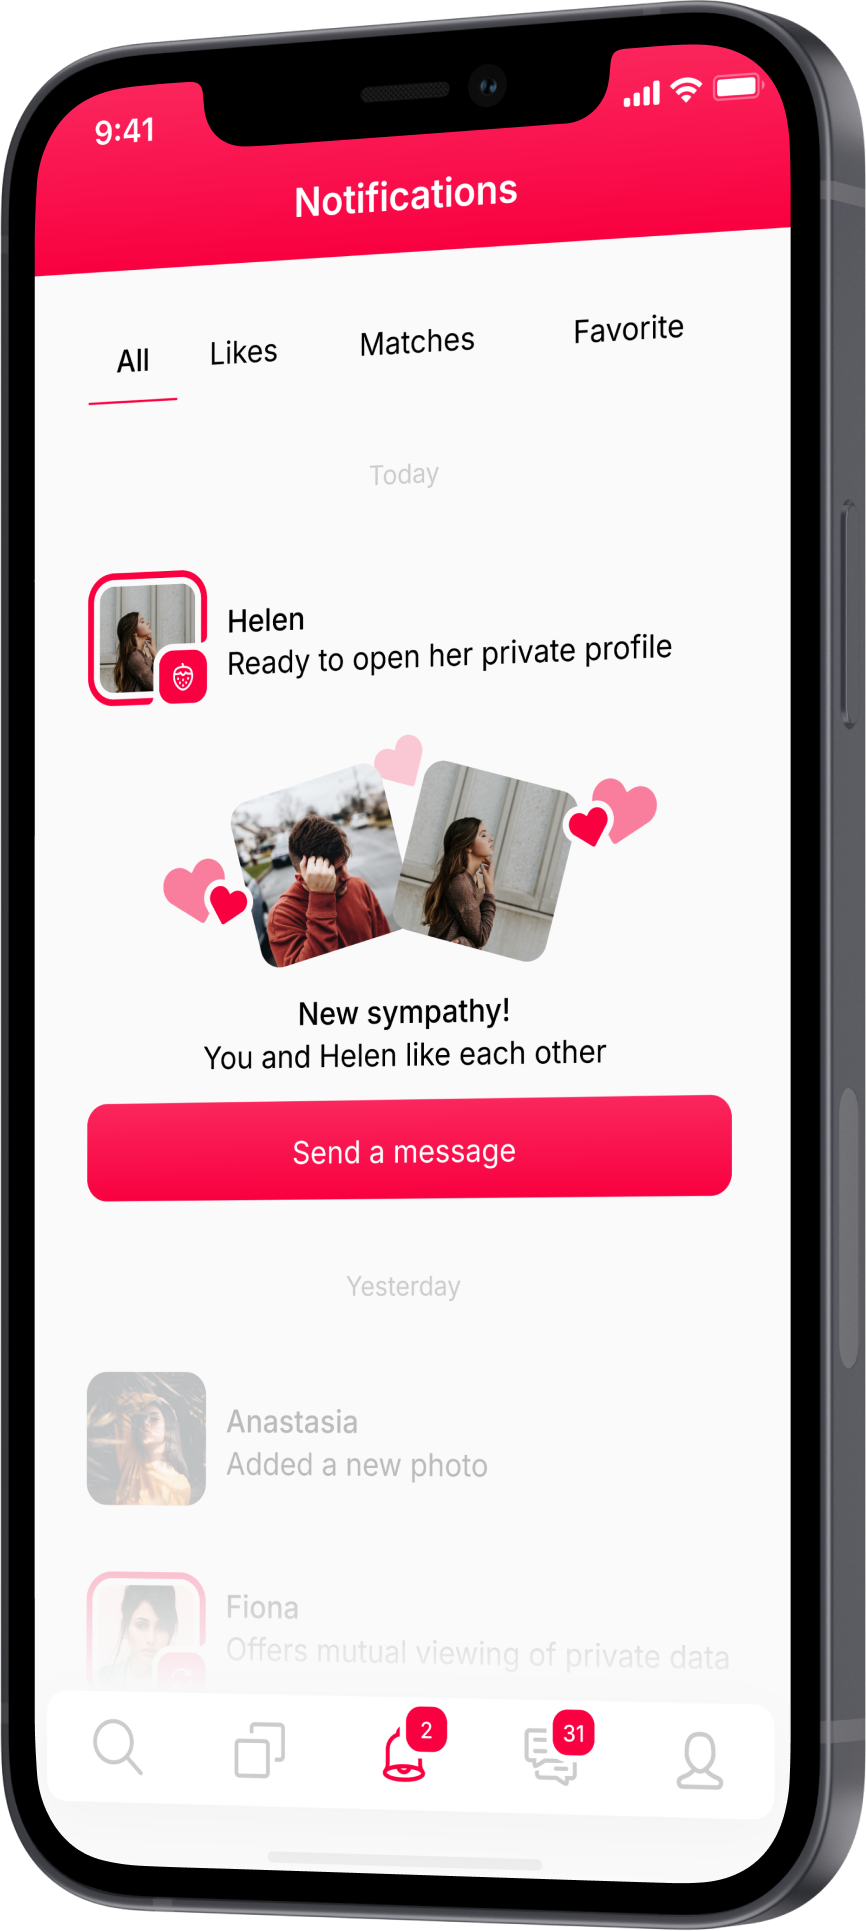 9:41
Notifications
All Likes Matches Favorite
Today
Helen
Ready to open her private profile
New sympathy!
You and Helen like each other
Send a message
Yesterday
Anastasia
Added a new photo
Fiona
Offers mutual viewing of private data
2 31